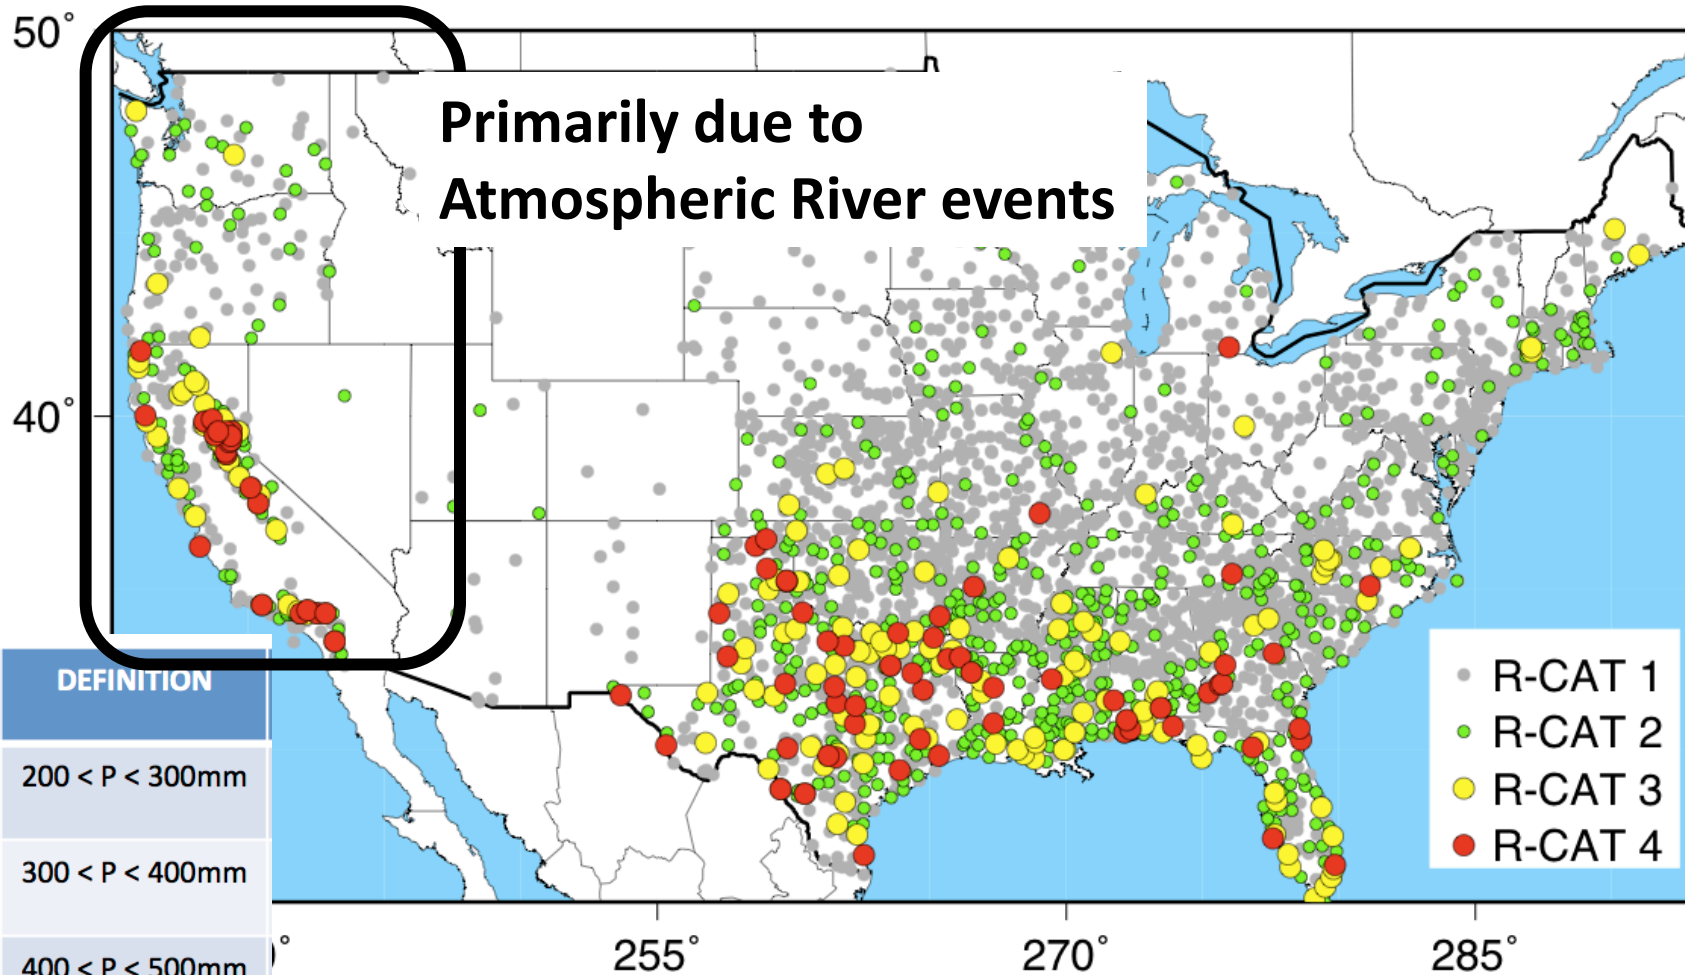 50°
Primarily due to
Atmospheric River events
40°
DEFINITION
200 < P < 300mm
300 < P < 400mm
400 < P < 500mm
R-CAT 1
R-CAT 2
R-CAT 3
R-CAT 4
°
255°
270°
285°